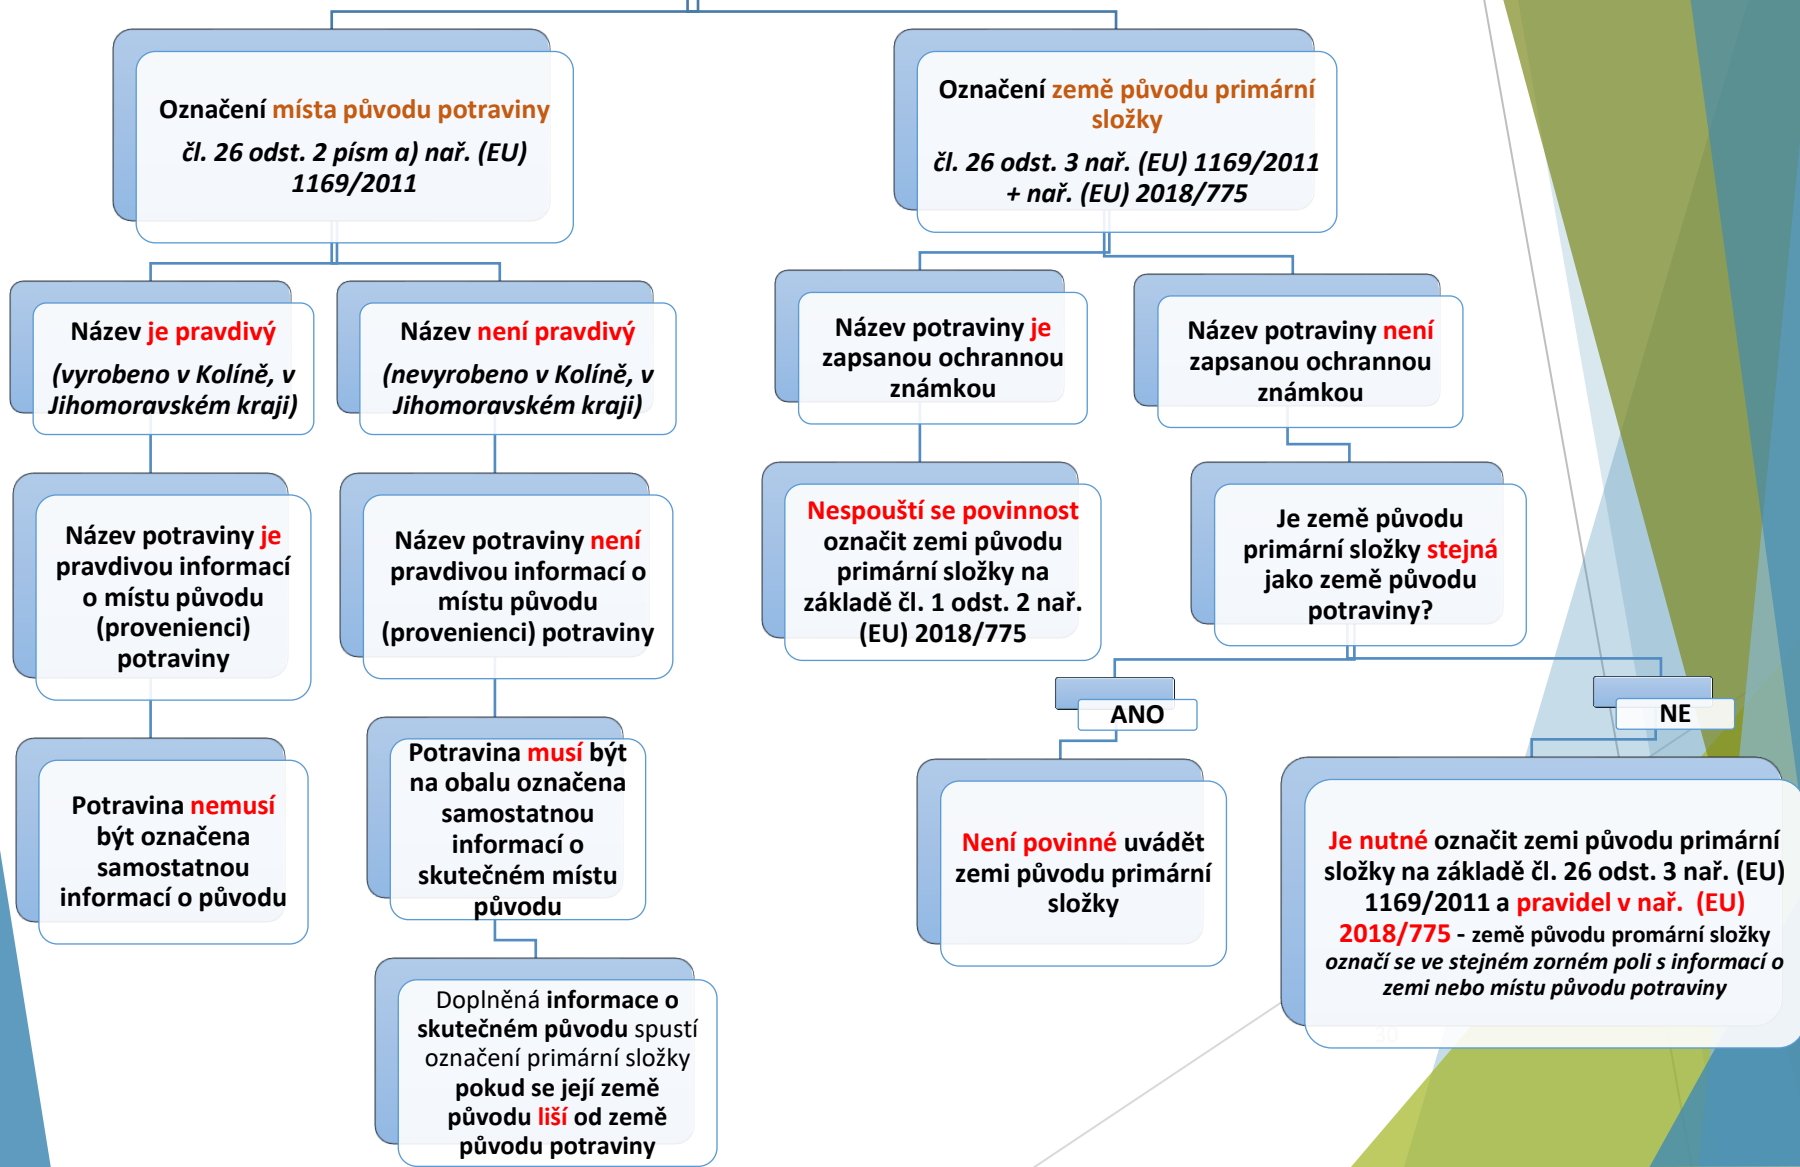 Označení místa původu potraviny
čl. 26 odst. 2 písm a) nař. (EU)
1169/2011
Označení země původu primární
složky
čl. 26 odst. 3 nař. (EU) 1169/2011
+ nař. (EU) 2018/775
Název je pravdivý
(vyrobeno v Kolíně, v
Jihomoravském kraji)
Název není pravdivý
(nevyrobeno v Kolíně, v
Jihomoravském kraji)
Název potraviny je
zapsanou ochrannou
známkou
Název potraviny není
zapsanou ochrannou
známkou
Název potraviny je
pravdivou informací
o místu původu
(provenienci)
potraviny
Název potraviny není
pravdivou informací o
místu původu
(provenienci) potraviny
Nespouští se povinnost
označit zemi původu
primární složky na
základě čl. 1 odst. 2 nař.
(EU) 2018/775
Je země původu
primární složky stejná
jako země původu
potraviny?
ANO
NE
Potravina nemusí
být označena
samostatnou
informací o původu
Potravina musí být
na obalu označena
samostatnou
informací o
skutečném místu
původu
Není povinné uvádět
zemi původu primární
složky
Je nutné označit zemi původu primární
složky na základě čl. 26 odst. 3 nař. (EU)
1169/2011 a pravidel v nař. (EU)
2018/775 - země původu promární složky
označí se ve stejném zorném poli s informací o
zemi nebo místu původu potraviny
Doplněná informace o
skutečném původu spustí
označení primární složky
pokud se její země
původu liší od země
původu potraviny
30